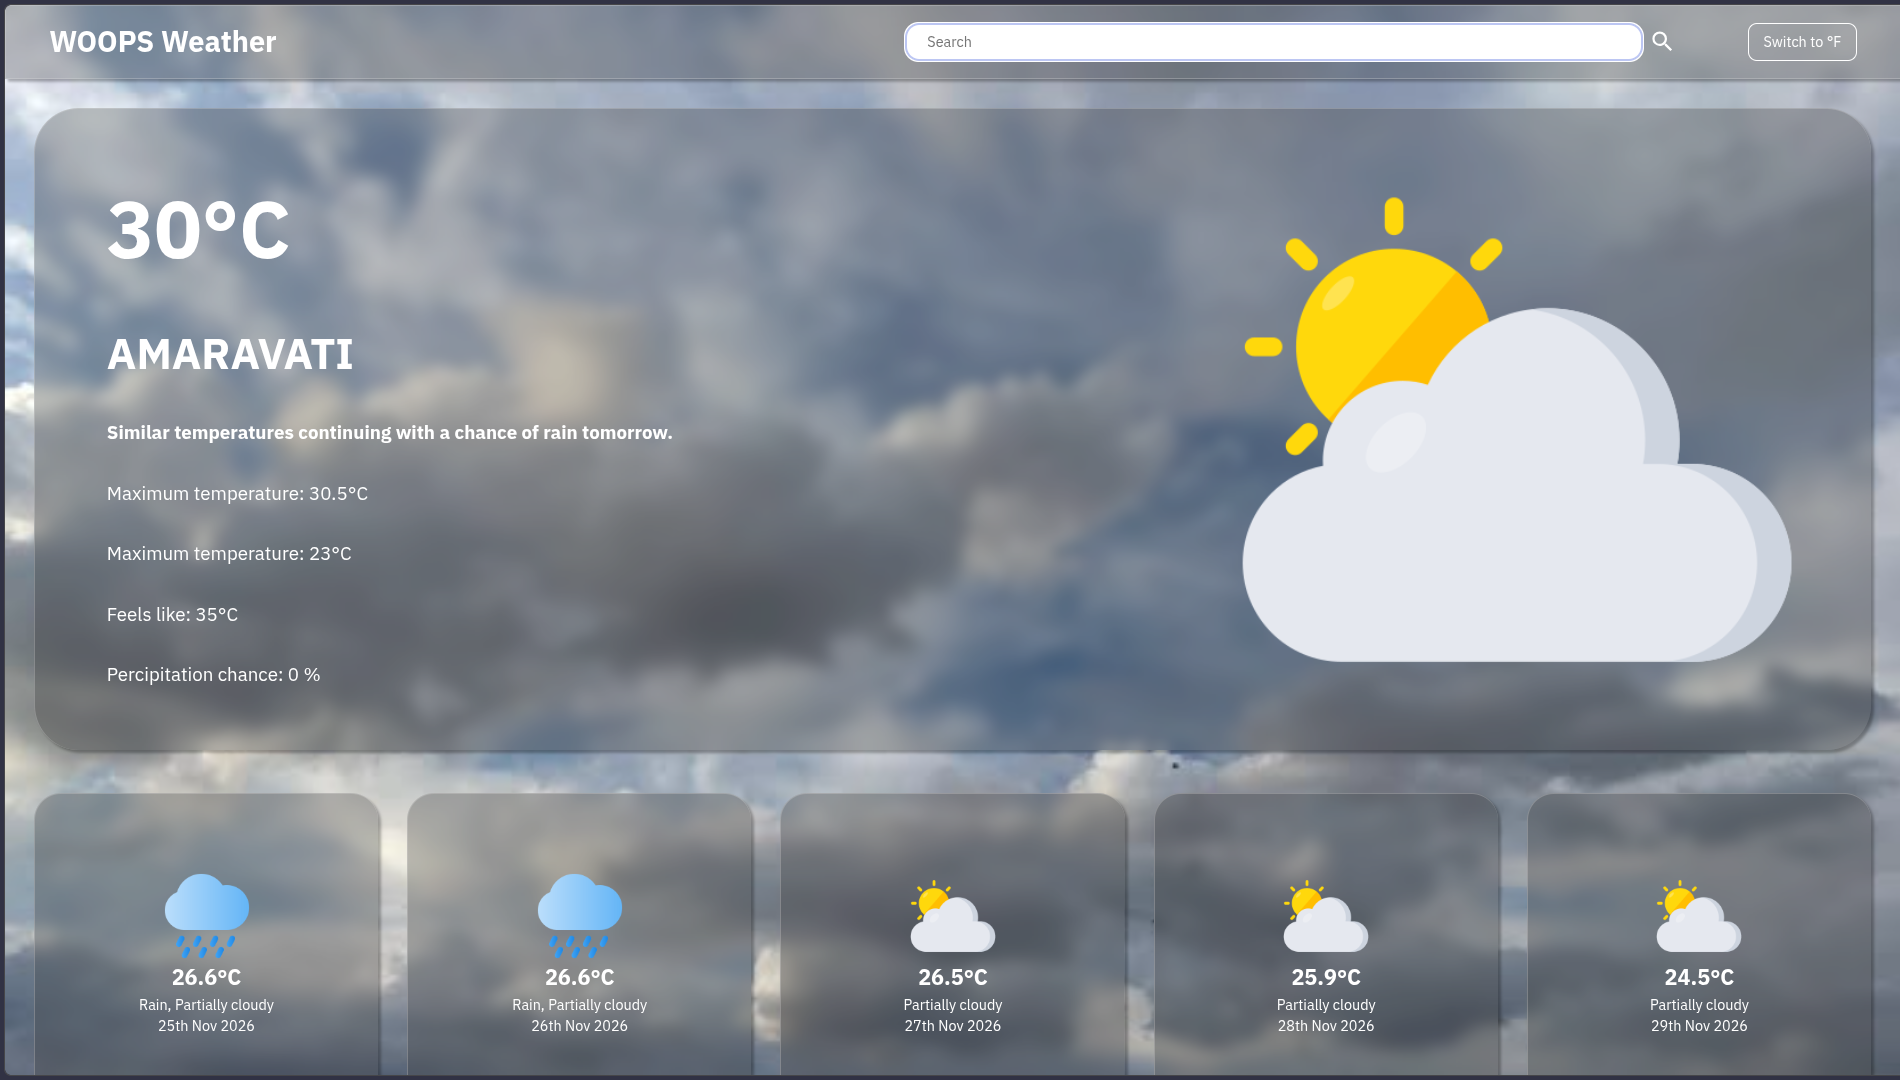 WOOPS Weather
Search
Switch to °F
30°C
AMARAVATI
Similar temperatures continuing with a chance of rain tomorrow.
Maximum temperature: 30.5°C
Maximum temperature: 23°C
Feels like: 35°C
Percipitation chance: 0 %
26.6°C
Rain, Partially cloudy
25th Nov 2026
26.6°C
Rain, Partially cloudy
26th Nov 2026
26.5°C
Partially cloudy
27th Nov 2026
25.9°C
Partially cloudy
28th Nov 2026
24.5°C
Partially cloudy
29th Nov 2026